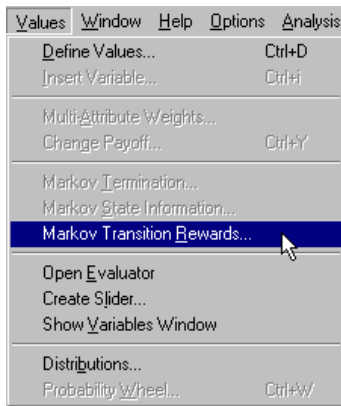 Values Window Help Options Analysis
Define Values... Ctrl+D
Insert Variable... Ctrl+i
Multi-Attribute Weights...
Change Payoff... Ctrl+Y
Markov Termination...
Markov State Information...
Markov Transition Rewards...
Open Evaluator
Create Slider...
Show Variables Window
Distributions...
Probability Wheel... Ctrl+W